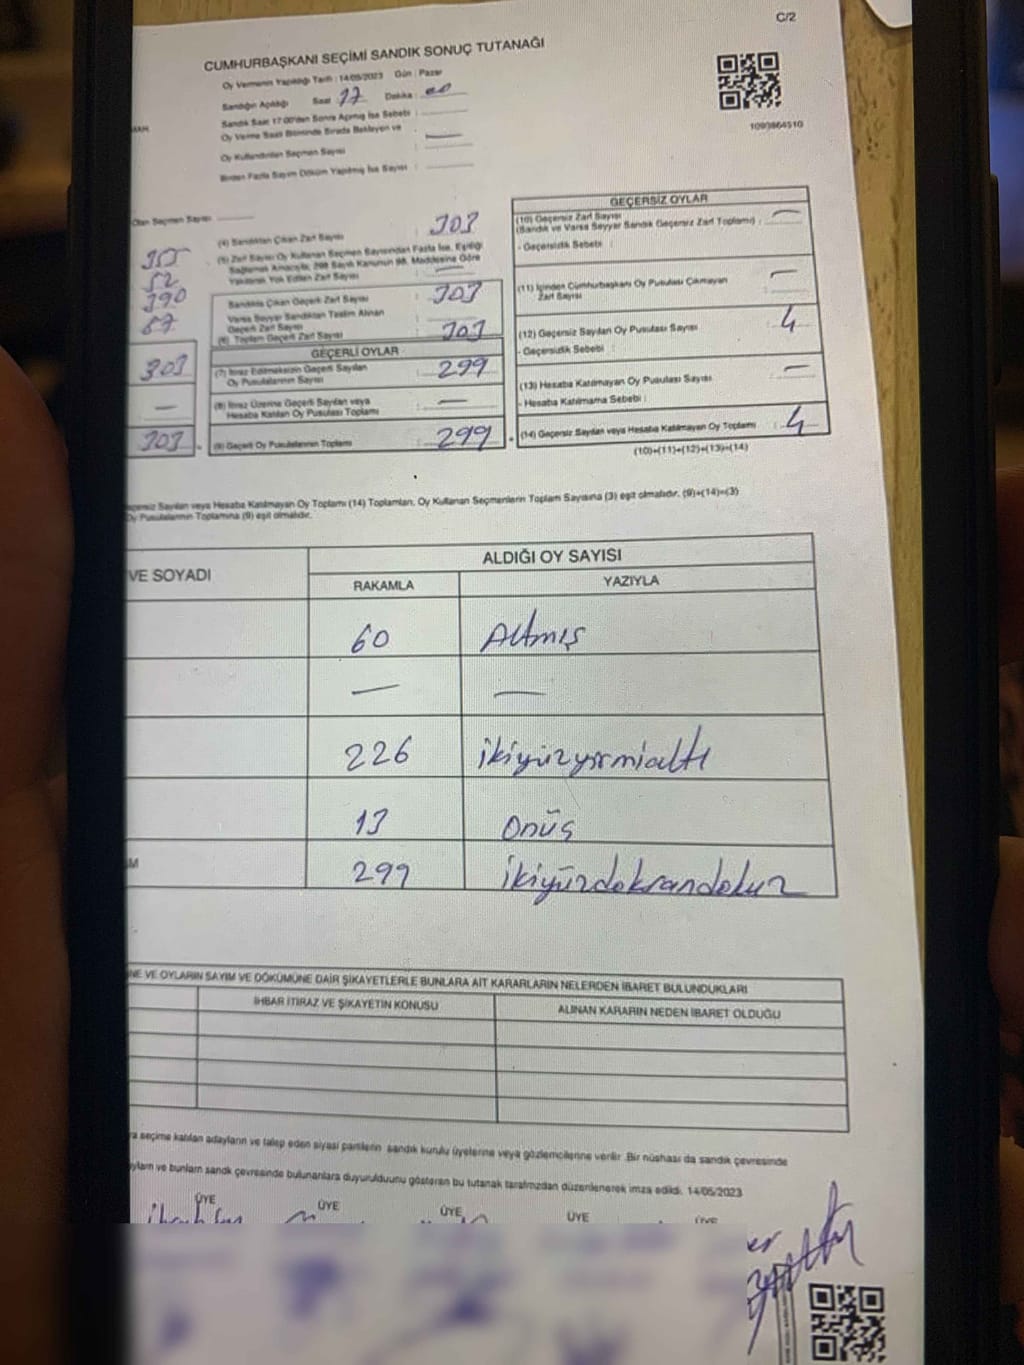 C/2
CUMHURBAŞKANI SEÇİMİ SANDIK SONUÇ TUTANAĞI
Oy Vermenin Yapıldığı Tarih : 14/05/2023 Gün : Pazar
Sandığın Açıldığı Saat : 17 Dakika : 00
Sandık Saat 17:00'den Sonra Açılmış İse Sebebi :
Oy Verme Saati Bitiminde Sırada Bekleyen ve
Oy Kullandırılan Seçmen Sayısı : —
Birden Fazla Sayım Döküm Yapılmış İse Sayısı :
1093864510
Olan Seçmen Sayısı
355
52
390
87
303
—
303
(4) Sandıktan Çıkan Zarf Sayısı : 303
(5) Zarf Sayısı Oy Kullanan Seçmen Sayısından Fazla İse, Eşitliği
Sağlamak Amacıyla, 298 Sayılı Kanunun 98. Maddesine Göre
Yakılarak Yok Edilen Zarf Sayısı : —
Sandıkta Çıkan Geçerli Zarf Sayısı : 303
Varsa Seyyar Sandıktan Teslim Alınan
Geçerli Zarf Sayısı
(6) Toplam Geçerli Zarf Sayısı : 303
GEÇERLİ OYLAR
(7) İtiraz Edilmeksizin Geçerli Sayılan
Oy Pusulalarının Sayısı : 299
(8) İtiraz Üzerine Geçerli Sayılan veya
Hesaba Katılan Oy Pusulası Toplamı : —
(9) Geçerli Oy Pusulalarının Toplamı : 299
GEÇERSİZ OYLAR
(10) Geçersiz Zarf Sayısı
(Sandık ve Varsa Seyyar Sandık Geçersiz Zarf Toplamı) : —
- Geçersizlik Sebebi :
(11) İçinden Cumhurbaşkanı Oy Pusulası Çıkmayan
Zarf Sayısı : —
(12) Geçersiz Sayılan Oy Pusulası Sayısı : 4
- Geçersizlik Sebebi :
(13) Hesaba Katılmayan Oy Pusulası Sayısı : —
- Hesaba Katılmama Sebebi :
(14) Geçersiz Sayılan veya Hesaba Katılmayan Oy Toplamı : 4
(10)+(11)+(12)+(13)=(14)
Sayılan veya Hesaba Katılmayan Oy Toplamı (14) Toplamları, Oy Kullanan Seçmenlerin Toplam Sayısına (3) eşit olmalıdır. (9)+(14)=(3)
Oy Pusulalarının Toplamına (9) eşit olmalıdır.
VE SOYADI ALDIĞI OY SAYISI
RAKAMLA YAZIYLA
60 Altmış
— —
226 ikiyüzyirmialtı
13 Onüç
299 ikiyüzdoksandokuz
VE OYLARIN SAYIM VE DÖKÜMÜNE DAİR ŞİKAYETLERLE BUNLARA AİT KARARLARIN NELERDEN İBARET BULUNDUKLARI
İHBAR İTİRAZ VE ŞİKAYETİN KONUSU ALINAN KARARIN NEDEN İBARET OLDUĞU
seçime katılan adayların ve talep eden siyasi partilerin sandık kurulu üyelerine veya gözlemcilerine verilir. Bir nüshası da sandık çevresinde
ve bunların sandık çevresinde bulunanlara duyurulduunu gösteren bu tutanak tarafımızdan düzenlenerek imza edildi. 14/05/2023
ÜYE ÜYE ÜYE ÜYE ÜYE